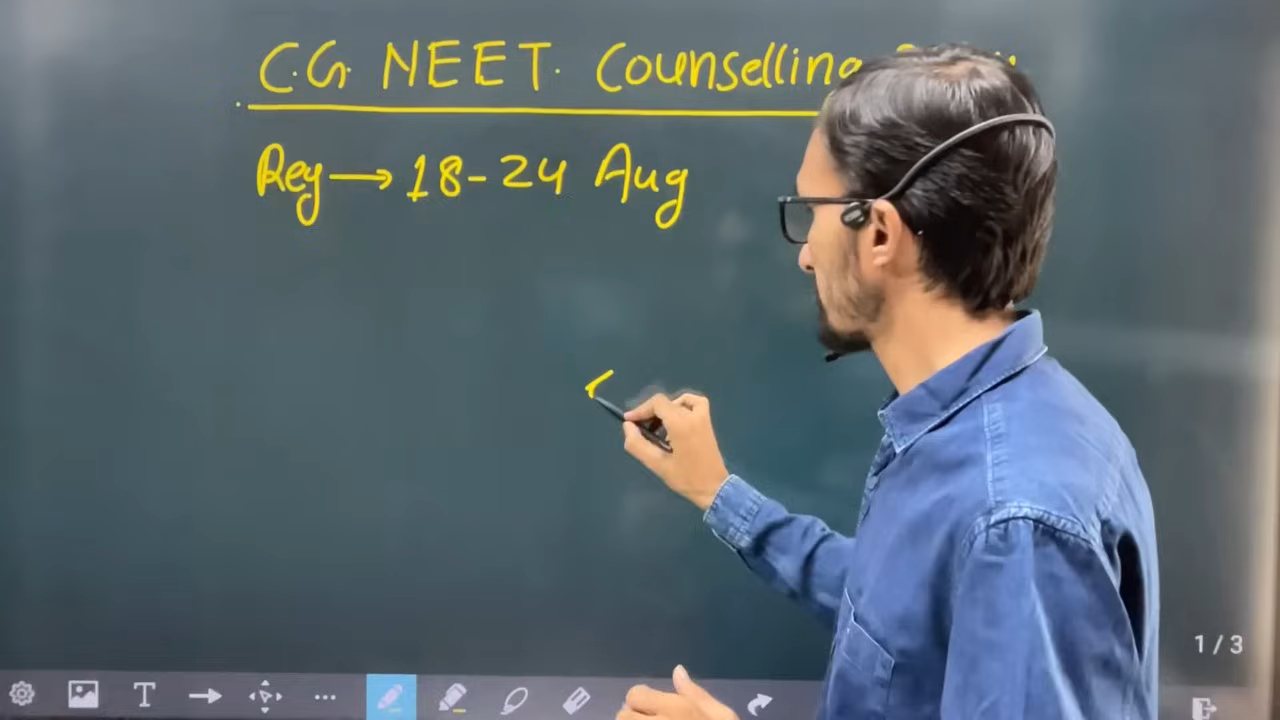 C.G. NEET. Counselling
Reg → 18-24 Aug
1/3
T